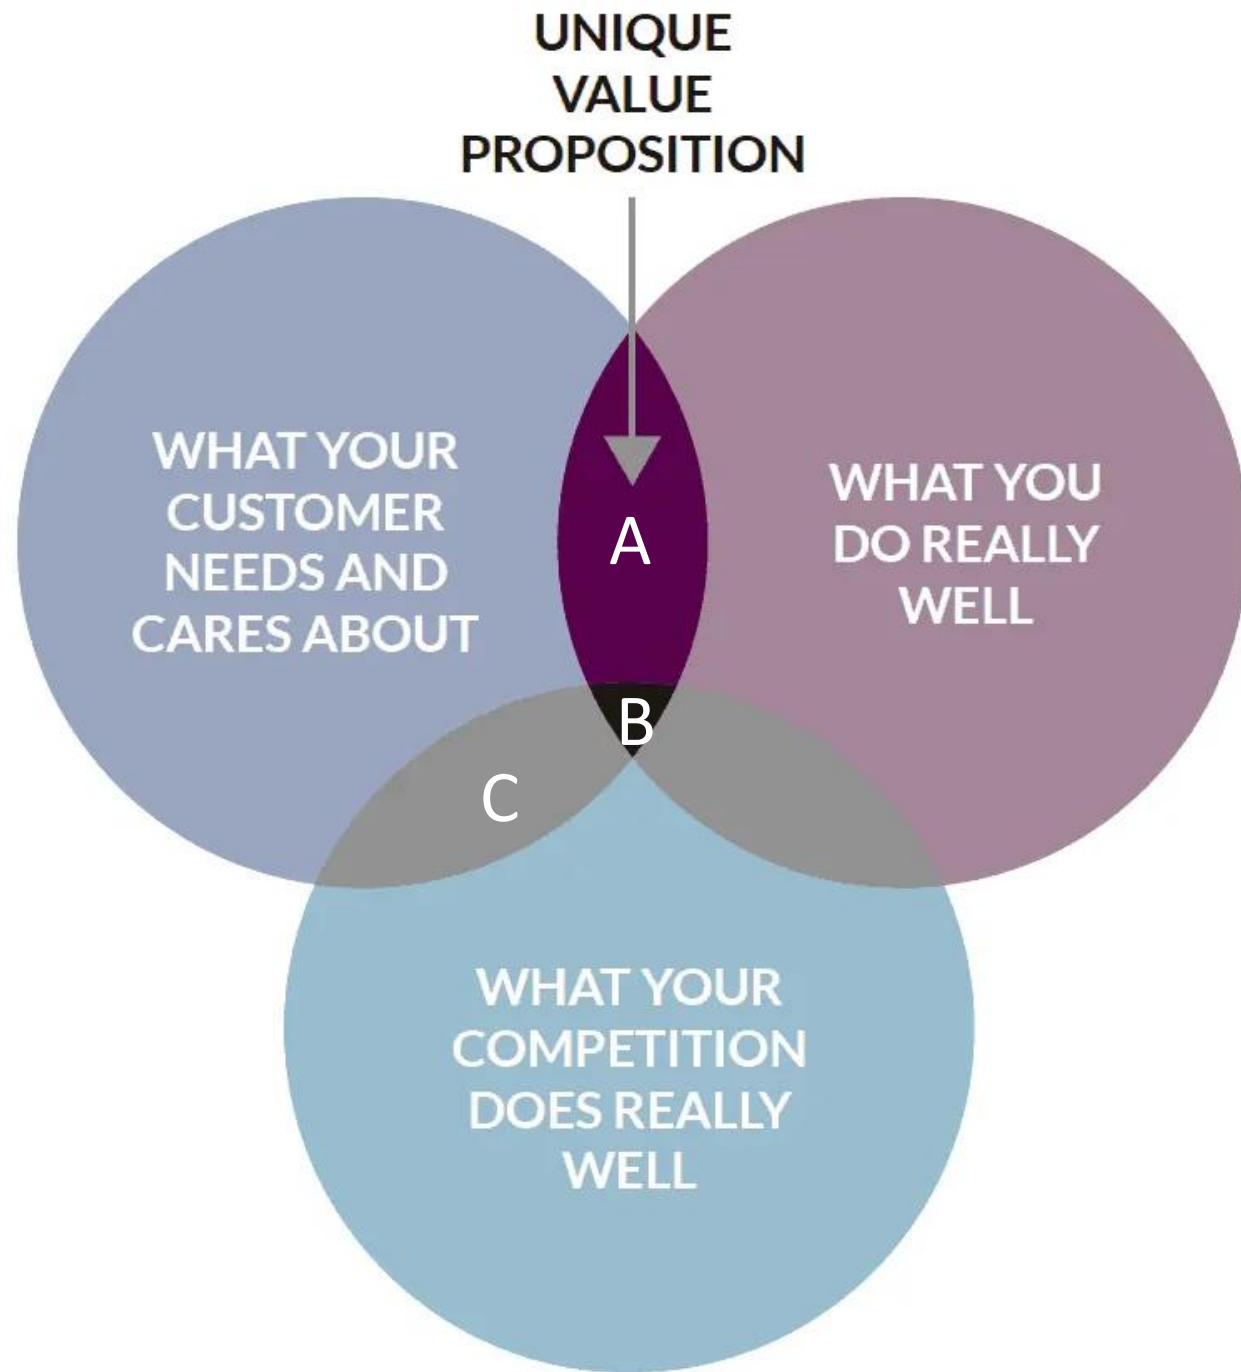 UNIQUE
VALUE
PROPOSITION
WHAT YOUR
CUSTOMER
NEEDS AND
CARES ABOUT
WHAT YOU
DO REALLY
WELL
A
B
C
WHAT YOUR
COMPETITION
DOES REALLY
WELL